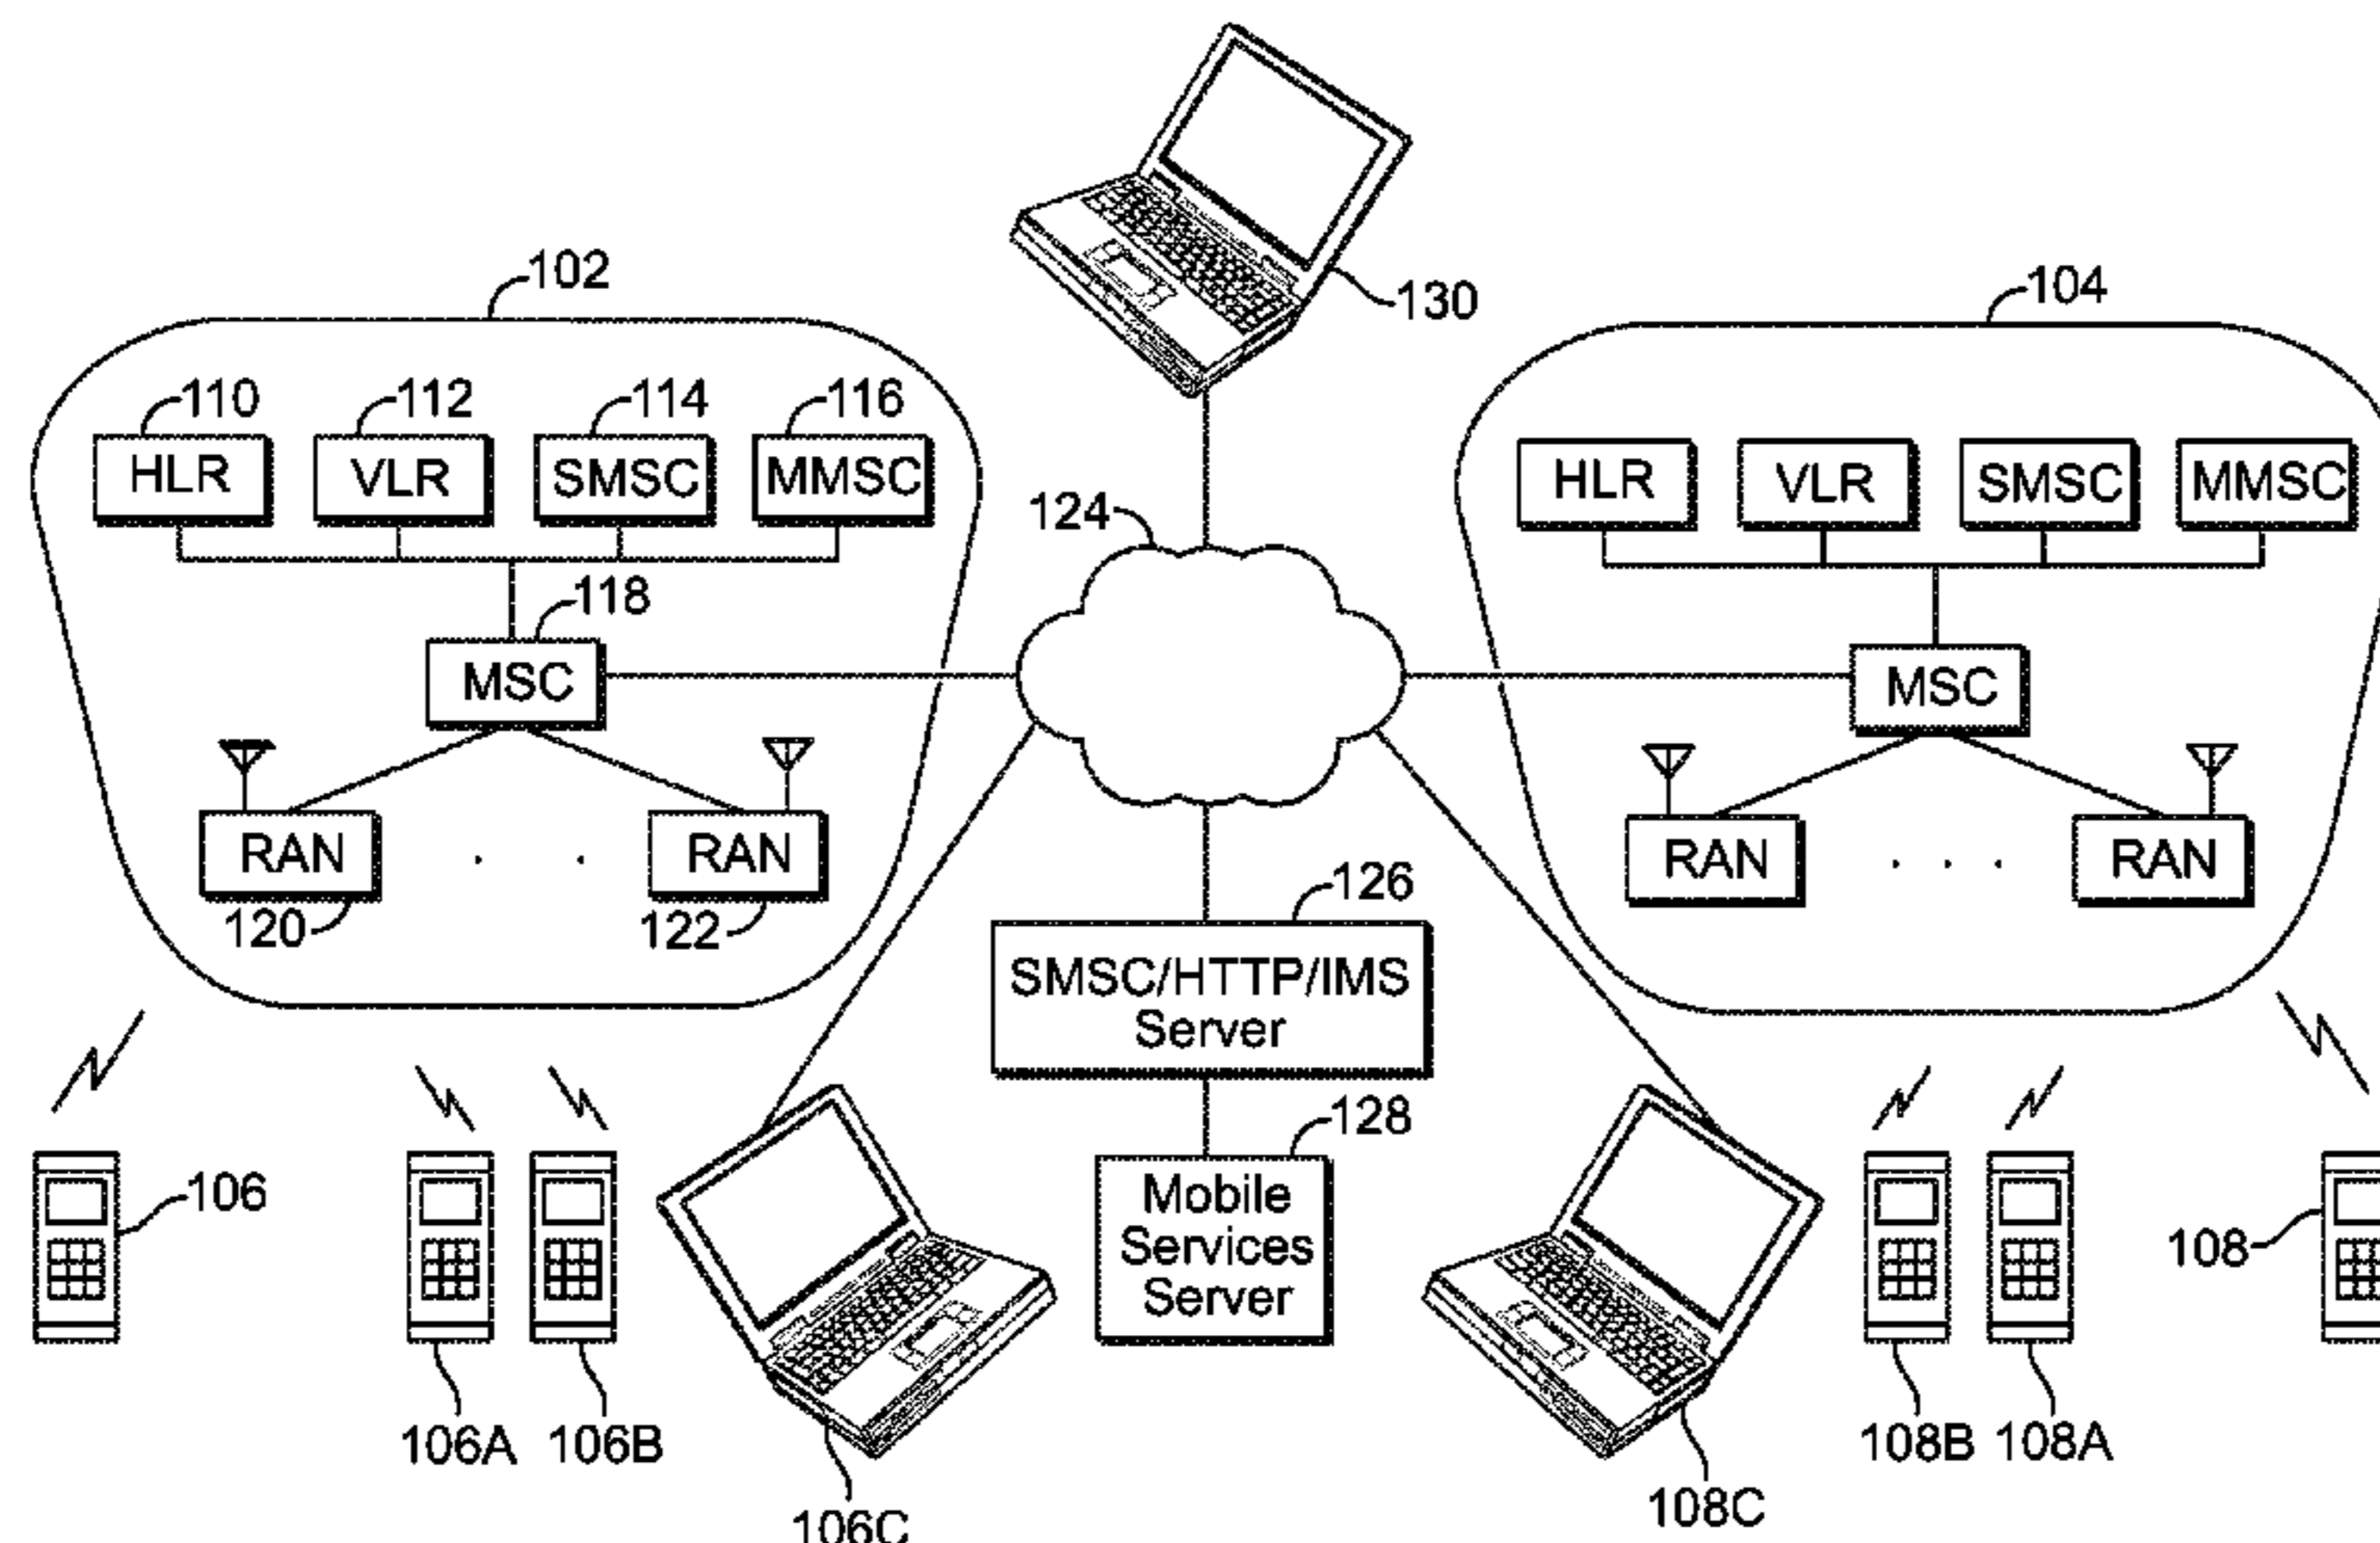 102
130
104
110
112
114
116
HLR
VLR
SMSC
MMSC
HLR
VLR
SMSC
MMSC
124
118
MSC
MSC
RAN
RAN
RAN
RAN
120
122
126
SMSC/HTTP/IMS
Server
128
Mobile
Services
Server
106
108
106A
106B
108B
108A
106C
108C